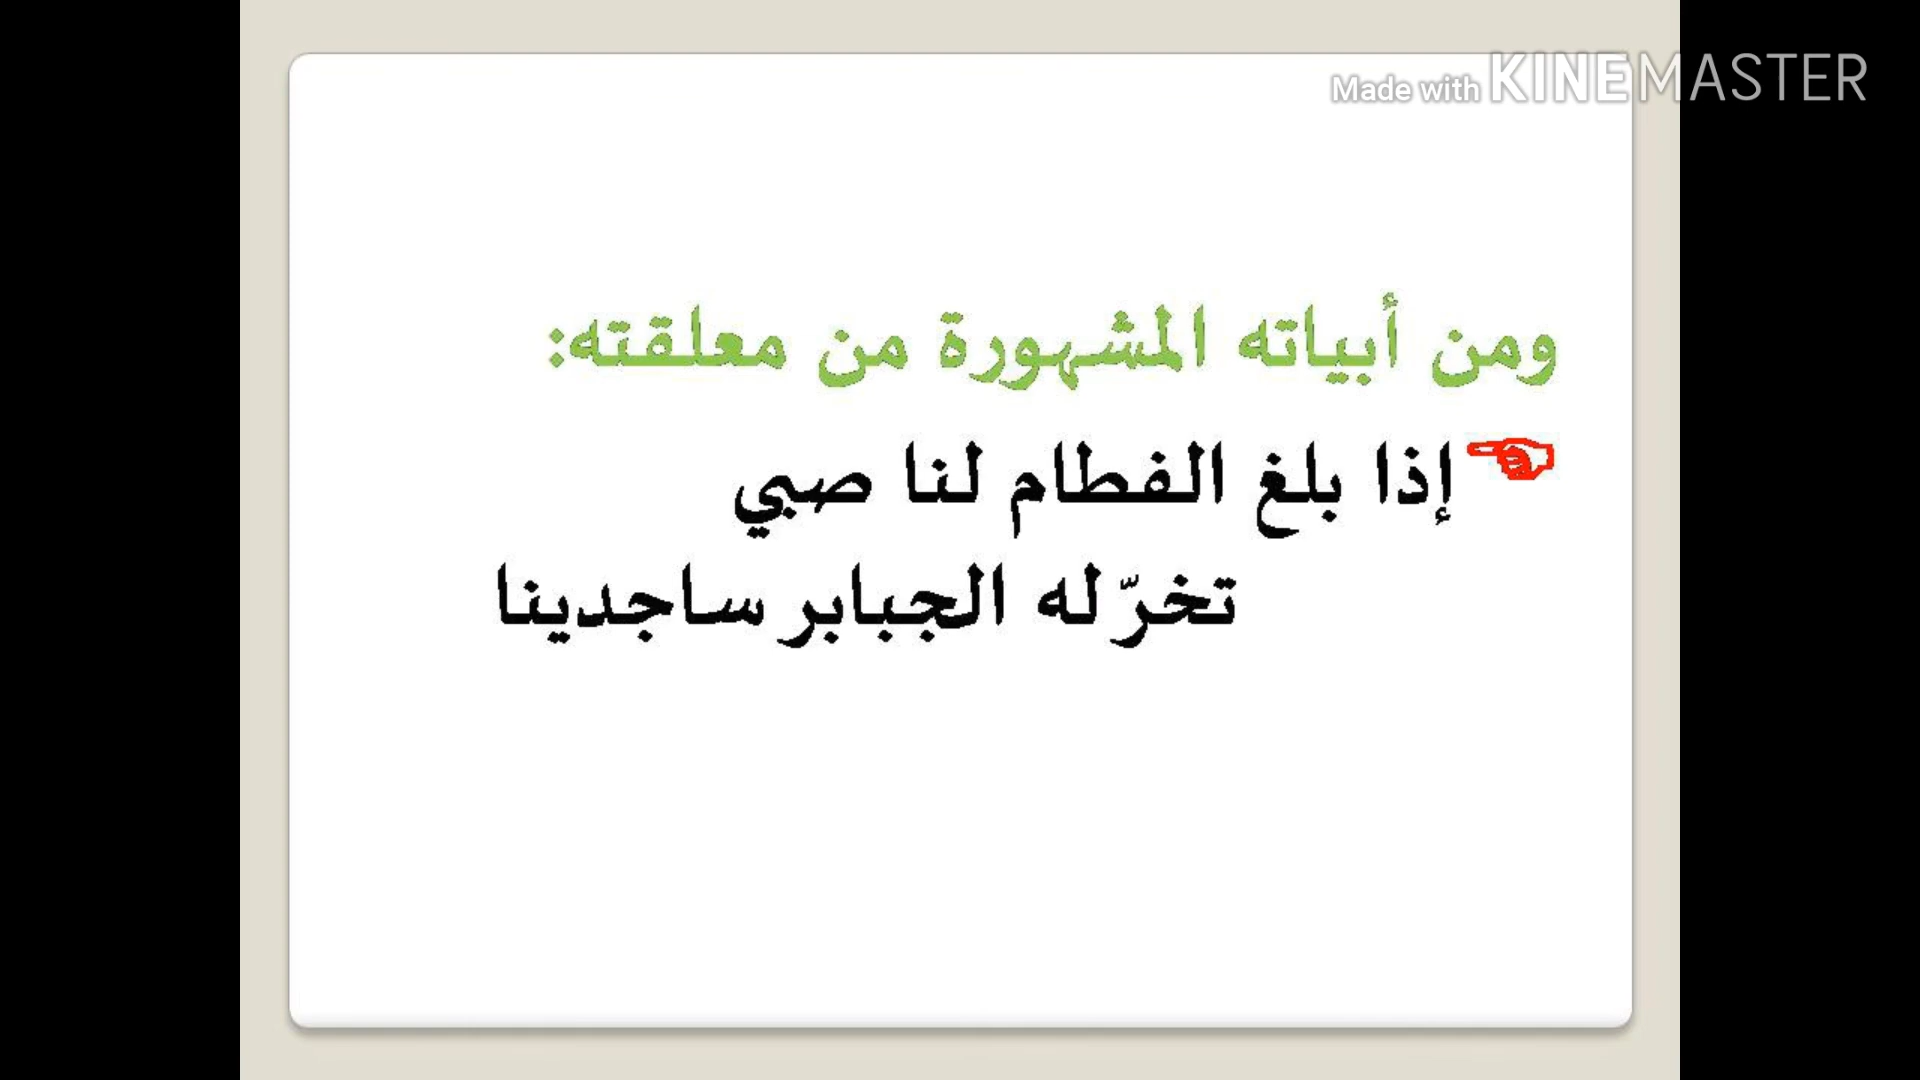 Made with KINEMASTER
ومن أبياته المشهورة من معلقته:
إذا بلغ الفطام لنا صبي
تخرّ له الجبابر ساجدينا